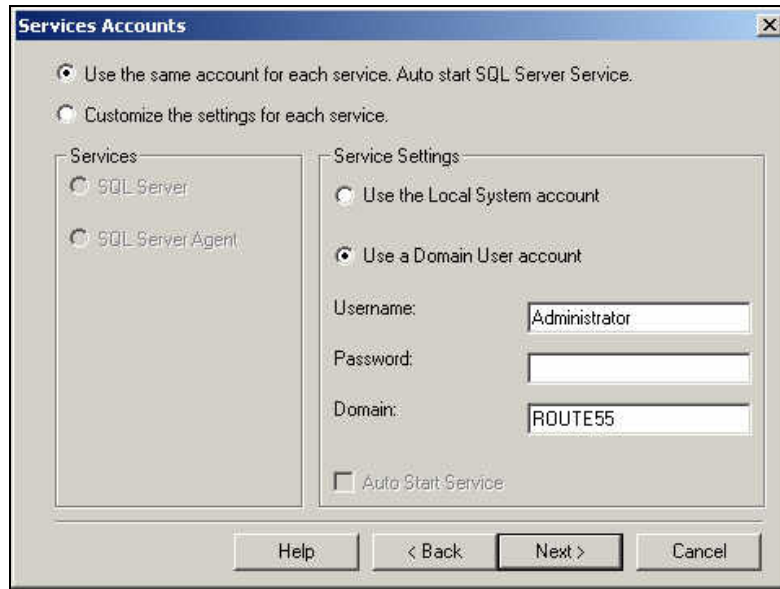 Services Accounts
Use the same account for each service. Auto start SQL Server Service.
Customize the settings for each service.
Services
SQL Server
SQL Server Agent
Service Settings
Use the Local System account
Use a Domain User account
Username:
Administrator
Password:
Domain:
ROUTE55
Auto Start Service
Help
< Back
Next >
Cancel